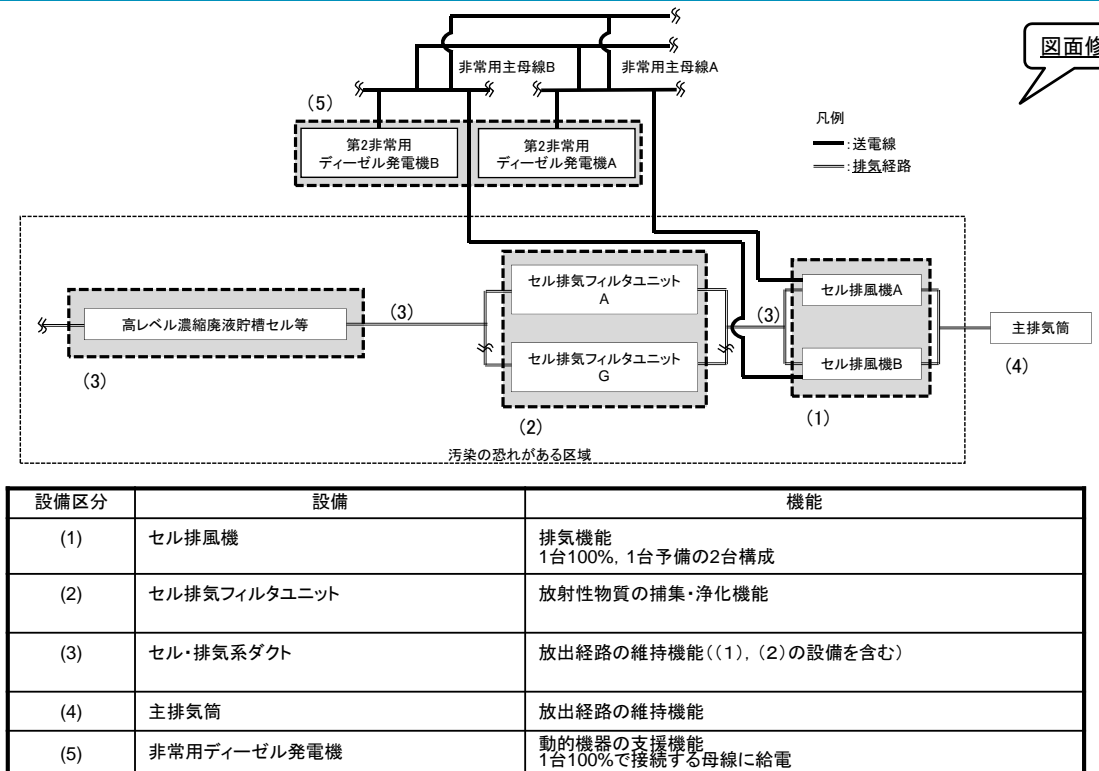 図面修
非常用主母線B
非常用主母線A
(5)
第2非常用
ディーゼル発電機B
第2非常用
ディーゼル発電機A
凡例
:送電線
:排気経路
高レベル濃縮廃液貯槽セル等
(3)
(3)
セル排気フィルタユニット
A
セル排気フィルタユニット
G
(2)
(3)
セル排風機A
セル排風機B
(1)
主排気筒
(4)
汚染の恐れがある区域
設備区分 設備 機能
(1) セル排風機 排気機能
1台100%, 1台予備の2台構成
(2) セル排気フィルタユニット 放射性物質の捕集・浄化機能
(3) セル・排気系ダクト 放出経路の維持機能((1), (2)の設備を含む)
(4) 主排気筒 放出経路の維持機能
(5) 非常用ディーゼル発電機 動的機器の支援機能
1台100%で接続する母線に給電